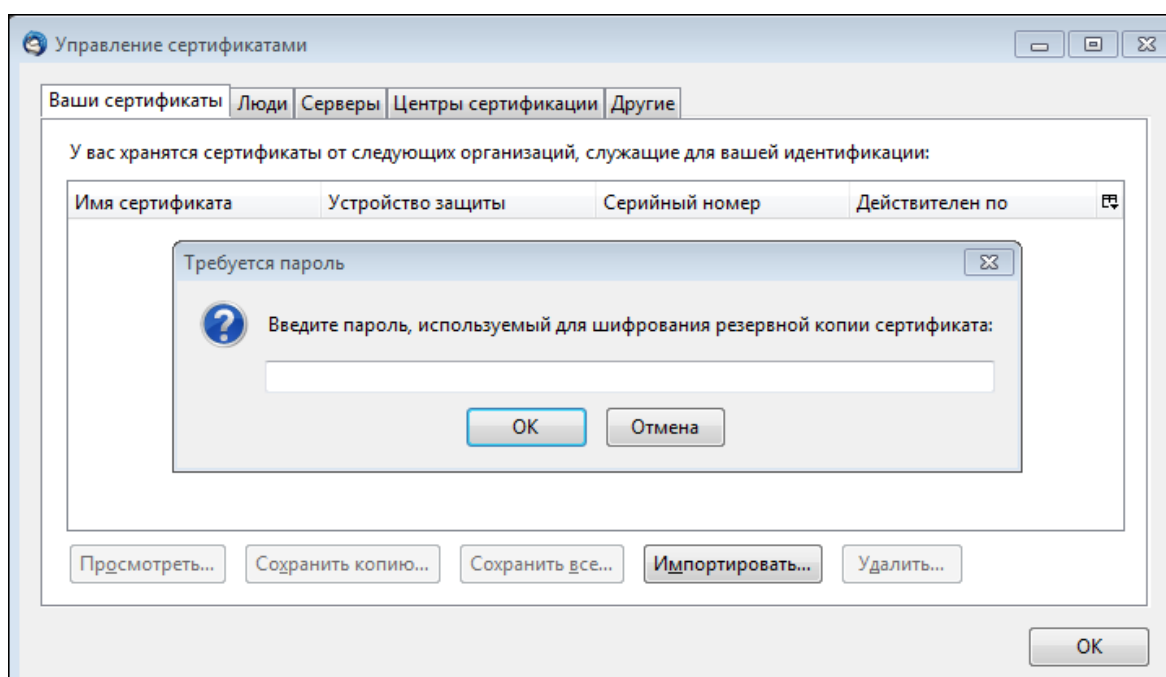 Управление сертификатами
Ваши сертификаты Люди Серверы Центры сертификации Другие
У вас хранятся сертификаты от следующих организаций, служащие для вашей идентификации:
Имя сертификата Устройство защиты Серийный номер Действителен по
Требуется пароль
Введите пароль, используемый для шифрования резервной копии сертификата:
ОК Отмена
Просмотреть... Сохранить копию... Сохранить все... Импортировать... Удалить...
ОК